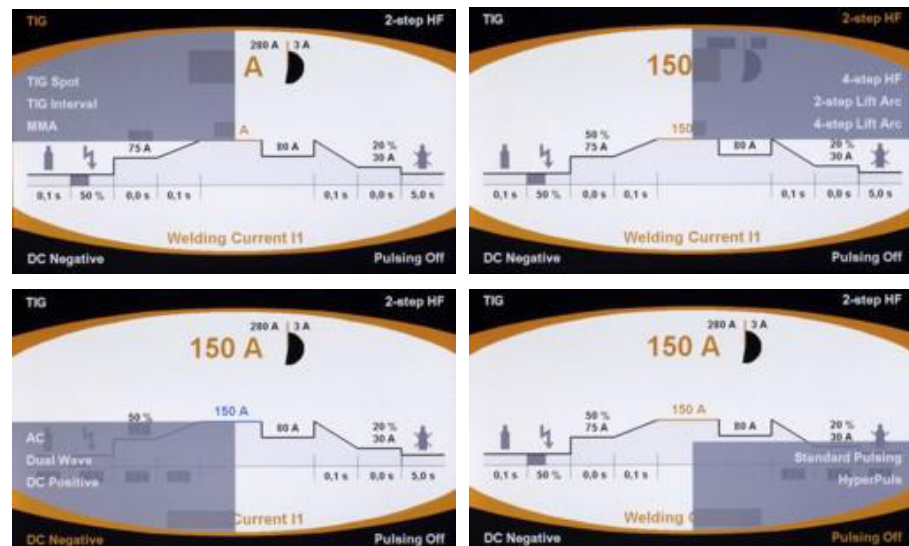 TIG 2-step HF
280 A 3 A
A
TIG Spot
TIG Interval
MMA
A
75 A 80 A 20 %
30 A
0,1 s 50 % 0,0 s 0,1 s 0,1 s 0,0 s 5,0 s
Welding Current I1
DC Negative Pulsing Off
TIG 2-step HF
150
4-step HF
2-step Lift Arc
4-step Lift Arc
50 %
75 A 150 80 A 20 %
30 A
0,1 s 50 % 0,0 s 0,1 s 0,1 s 0,0 s 5,0 s
Welding Current I1
DC Negative Pulsing Off
TIG 2-step HF
280 A 3 A
150 A
150 A
50 %
80 A 20 %
30 A
AC
Dual Wave
DC Positive
0,1 s 0,0 s 5,0 s
Current I1
DC Negative Pulsing Off
TIG 2-step HF
280 A 3 A
150 A
150 A
50 %
75 A 80 A 20 %
30 A
0,1 s 50 % 0,0 s 0,1 s
Standard Pulsing
HyperPuls
Welding
DC Negative Pulsing Off